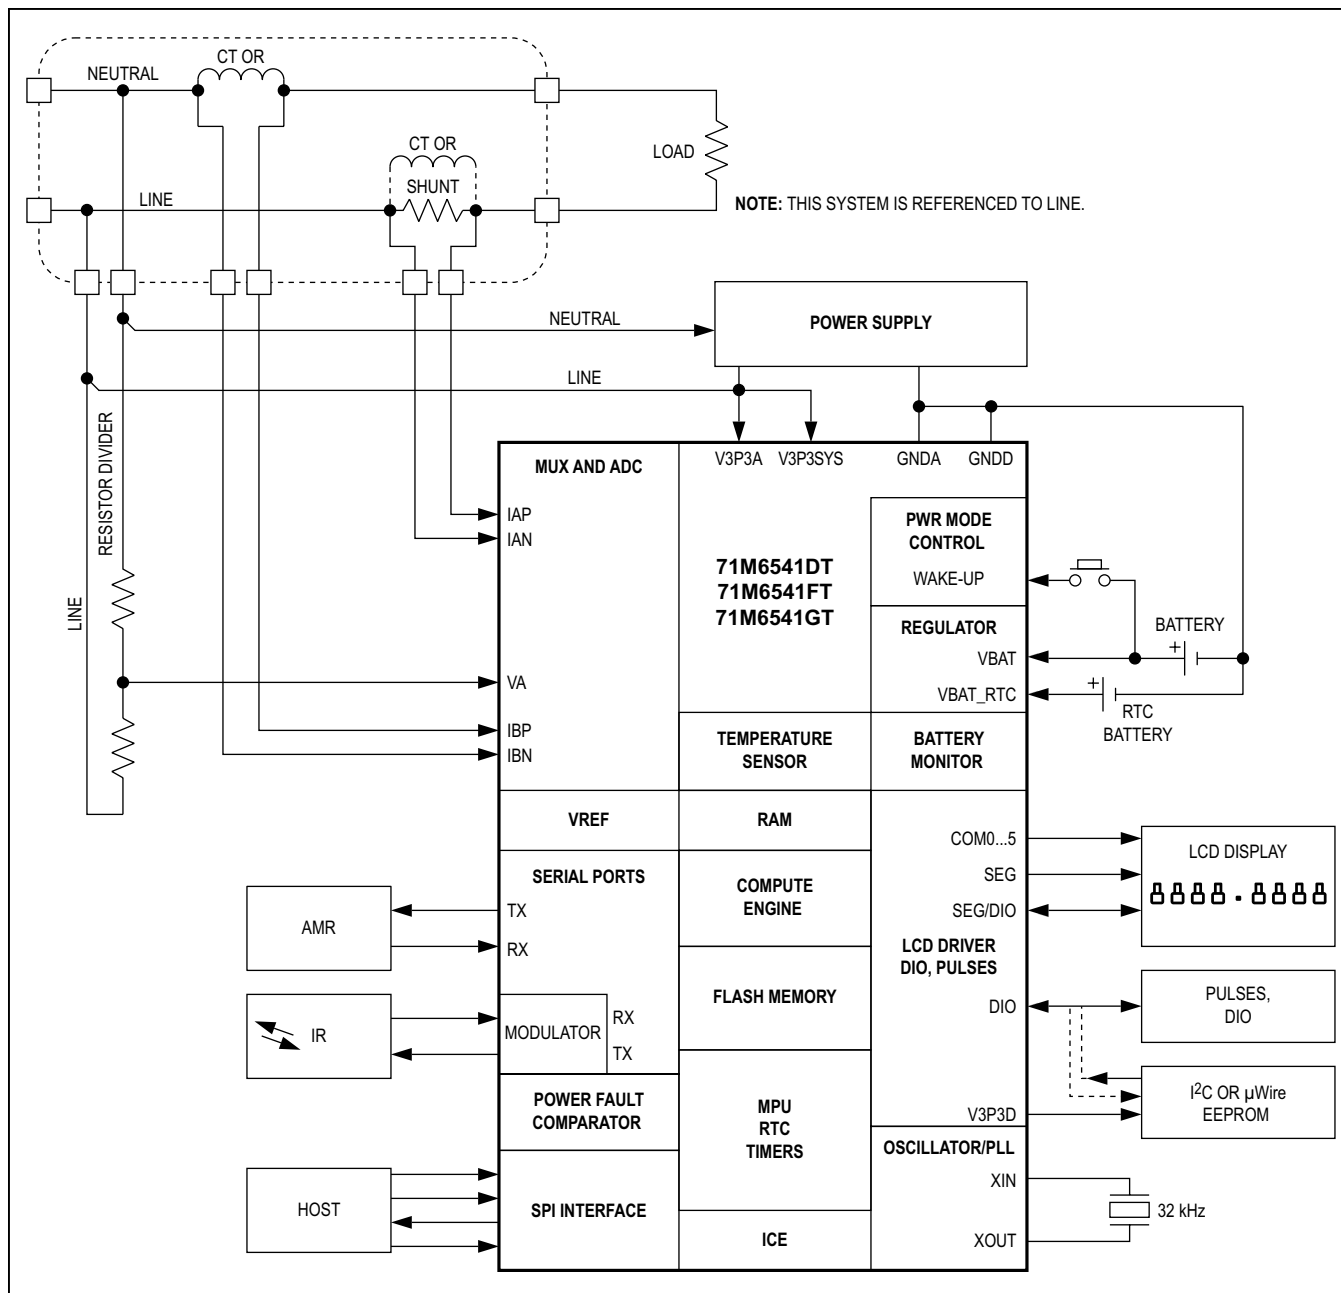 CT OR
NEUTRAL
CT OR
LOAD
SHUNT
LINE
NOTE: THIS SYSTEM IS REFERENCED TO LINE.
NEUTRAL
POWER SUPPLY
LINE
RESISTOR DIVIDER
LINE
MUX AND ADC
V3P3A
V3P3SYS
GNDA
GNDD
IAP
IAN
PWR MODE
CONTROL
WAKE-UP
71M6541DT
71M6541FT
71M6541GT
REGULATOR
BATTERY
+
VBAT
VA
VBAT_RTC
+
RTC
BATTERY
IBP
IBN
TEMPERATURE
SENSOR
BATTERY
MONITOR
VREF
RAM
COM0...5
LCD DISPLAY
SERIAL PORTS
SEG
COMPUTE
ENGINE
8888.8888
AMR
TX
SEG/DIO
RX
LCD DRIVER
DIO, PULSES
FLASH MEMORY
PULSES,
DIO
DIO
IR
MODULATOR
RX
TX
POWER FAULT
COMPARATOR
MPU
RTC
TIMERS
I2C OR µWire
EEPROM
V3P3D
OSCILLATOR/PLL
XIN
HOST
SPI INTERFACE
32 kHz
ICE
XOUT